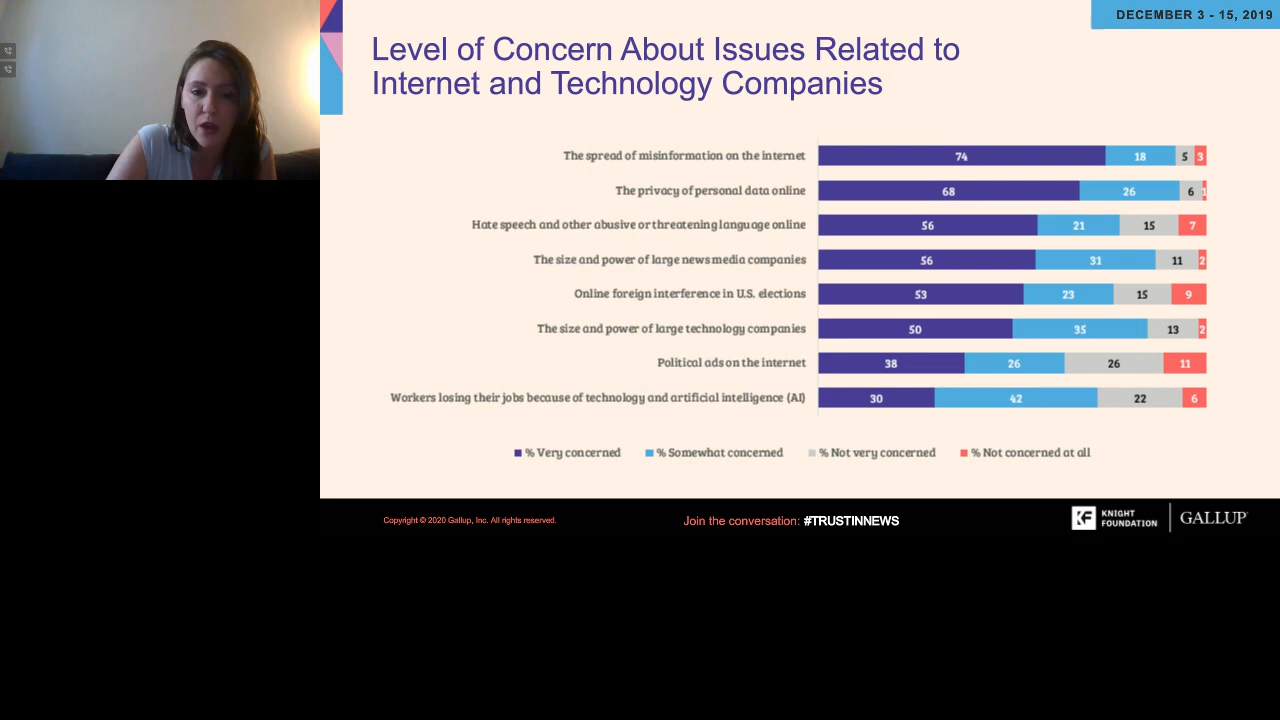 DECEMBER 3 - 15, 2019
Level of Concern About Issues Related to
Internet and Technology Companies
The spread of misinformation on the internet 74 18 5 3
The privacy of personal data online 68 26 6 1
Hate speech and other abusive or threatening language online 56 21 15 7
The size and power of large news media companies 56 31 11 2
Online foreign interference in U.S. elections 53 23 15 9
The size and power of large technology companies 50 35 13 2
Political ads on the internet 38 26 26 11
Workers losing their jobs because of technology and artificial intelligence (AI) 30 42 22 6
% Very concerned % Somewhat concerned % Not very concerned % Not concerned at all
Copyright © 2020 Gallup, Inc. All rights reserved.
Join the conversation: #TRUSTINNEWS
KF KNIGHT
FOUNDATION
GALLUP